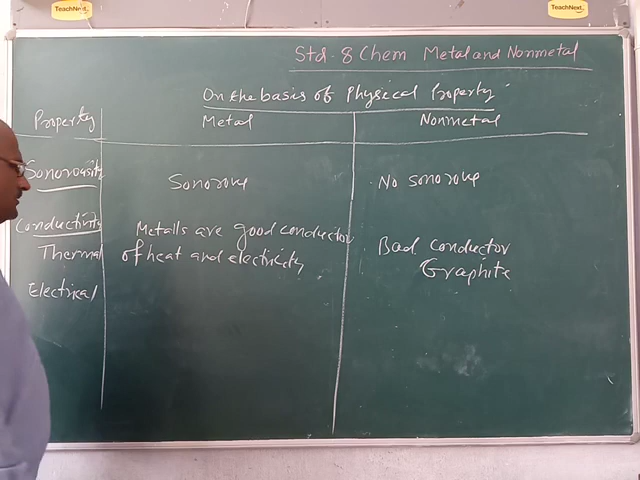 TeachNext
TeachNext
Std - 8 Chem Metal and Nonmetal
On the basis of Physical Property
Property
Metal
Nonmetal
Sonorousity
Sonorous
No sonorous
Conductivity
Metalls are good conductor
Bad conductor
Thermal
of heat and electricity
Graphite
Electrical